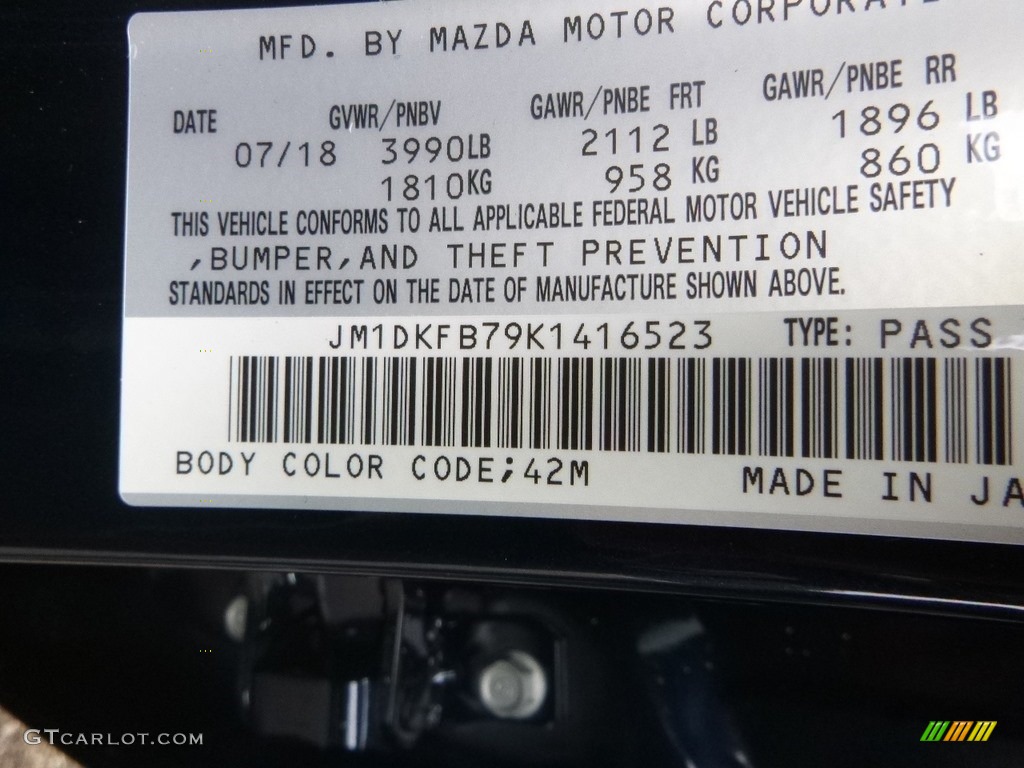 MFD. BY MAZDA MOTOR CORPORATE
DATE GVWR/PNBV GAWR/PNBE FRT GAWR/PNBE RR
07/18 3990LB 2112 LB 1896 LB
1810KG 958 KG 860 KG
THIS VEHICLE CONFORMS TO ALL APPLICABLE FEDERAL MOTOR VEHICLE SAFETY
,BUMPER,AND THEFT PREVENTION
STANDARDS IN EFFECT ON THE DATE OF MANUFACTURE SHOWN ABOVE.
JM1DKFB79K1416523 TYPE: PASS
BODY COLOR CODE;42M MADE IN JA
GTCARLOT.COM